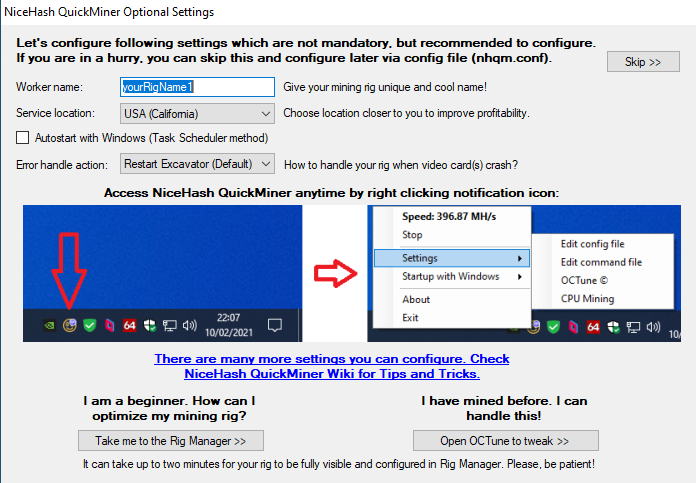 NiceHash QuickMiner Optional Settings
Let's configure following settings which are not mandatory, but recommended to configure.
If you are in a hurry, you can skip this and configure later via config file (nhqm.conf).
Skip >>
Worker name: yourRigName1 Give your mining rig unique and cool name!
Service location: USA (California) Choose location closer to you to improve profitability.
Autostart with Windows (Task Scheduler method)
Error handle action: Restart Excavator (Default) How to handle your rig when video card(s) crash?
Access NiceHash QuickMiner anytime by right clicking notification icon:
Speed: 396.87 MH/s
Stop
Settings
Startup with Windows
About
Exit
Edit config file
Edit command file
OCTune ©
CPU Mining
64
22:07
10/02/2021
64
10/
There are many more settings you can configure. Check
NiceHash QuickMiner Wiki for Tips and Tricks.
I am a beginner. How can I
optimize my mining rig?
Take me to the Rig Manager >>
I have mined before. I can
handle this!
Open OCTune to tweak >>
It can take up to two minutes for your rig to be fully visible and configured in Rig Manager. Please, be patient!